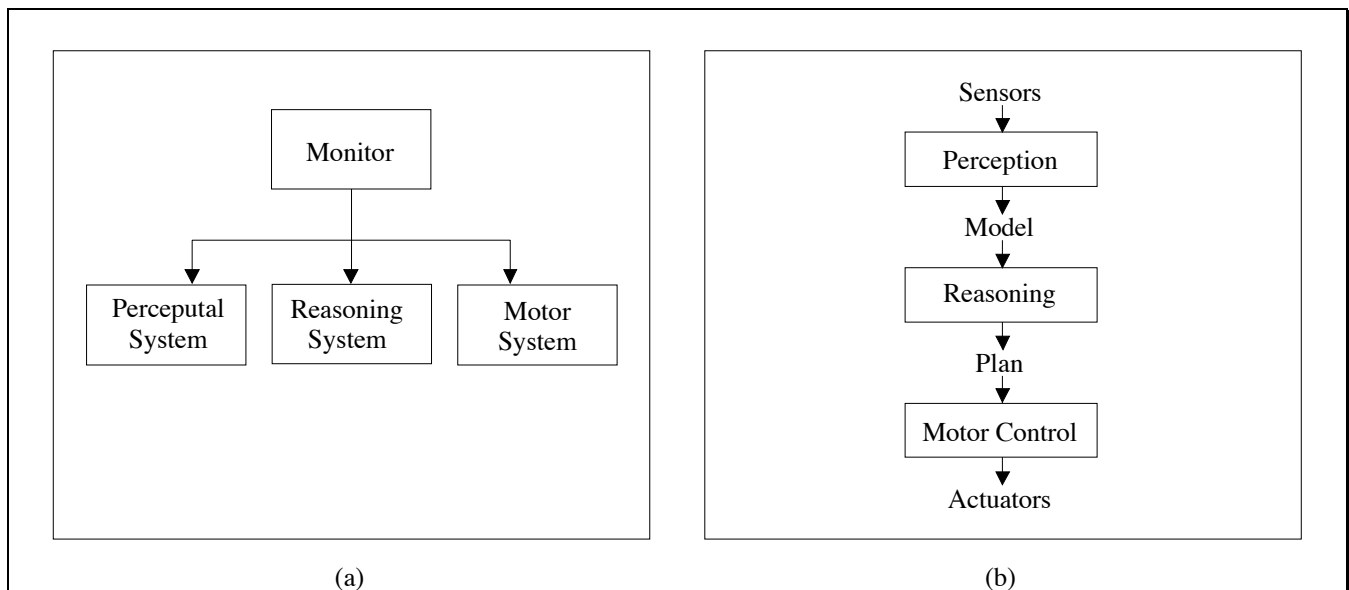 Monitor
Perceputal
System
Reasoning
System
Motor
System
(a)
Sensors
Perception
Model
Reasoning
Plan
Motor Control
Actuators
(b)